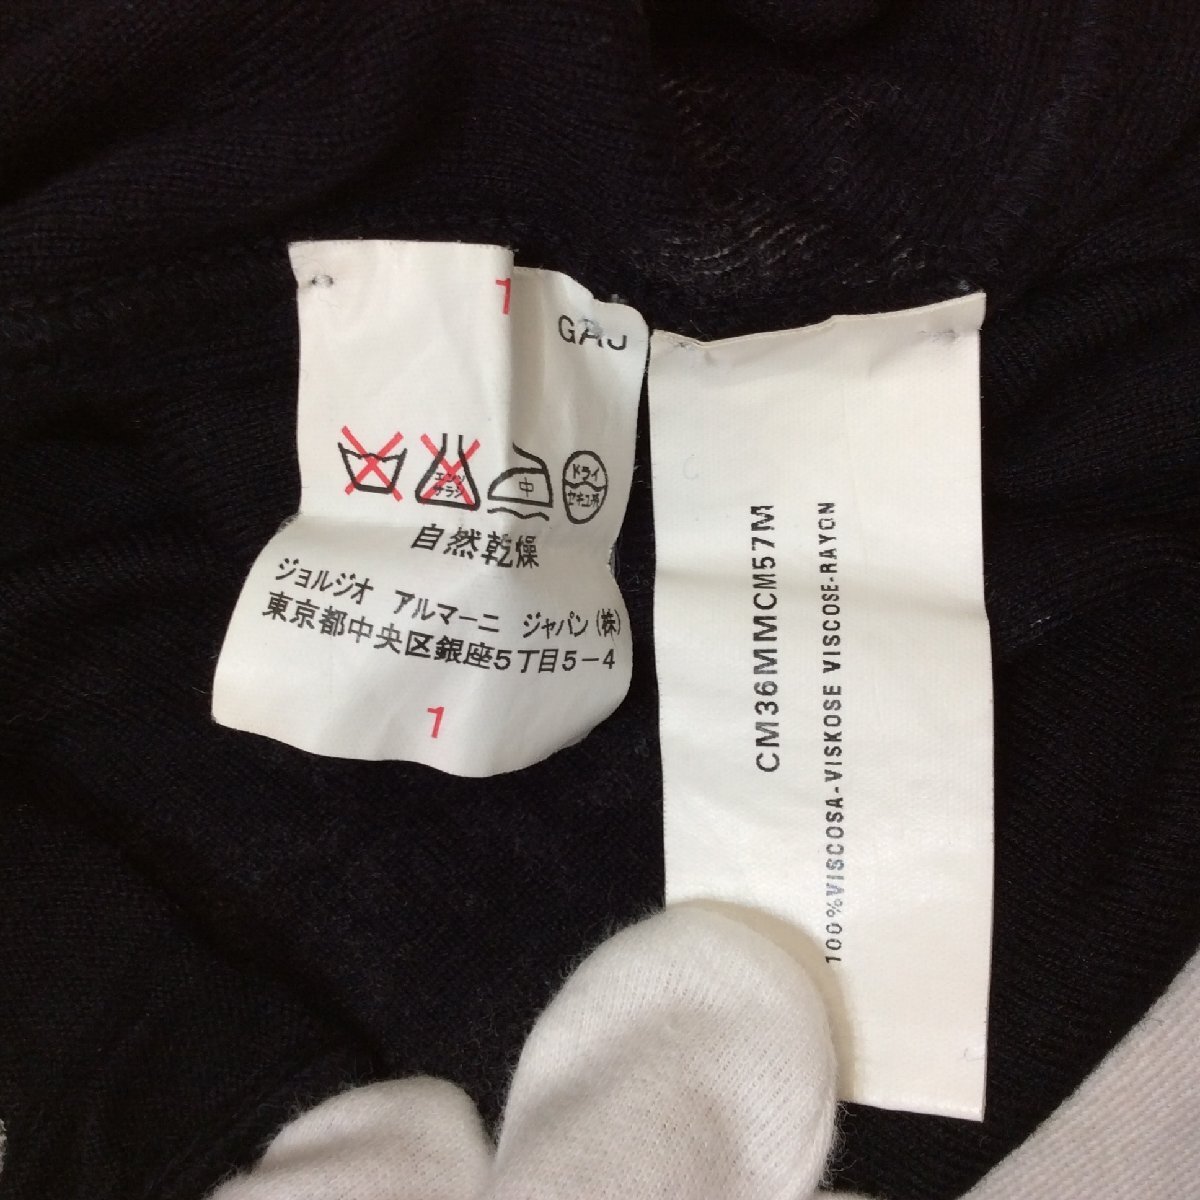 1
GAJ
エンソ
サラシ
中
ドライ
セキユ系
自然乾燥
ジョルジオ アルマーニ ジャパン(株)
東京都中央区銀座5丁目5-4
1
CM36MMCM57M
100%VISCOSA-VISKOSE VISCOSE-RAYON